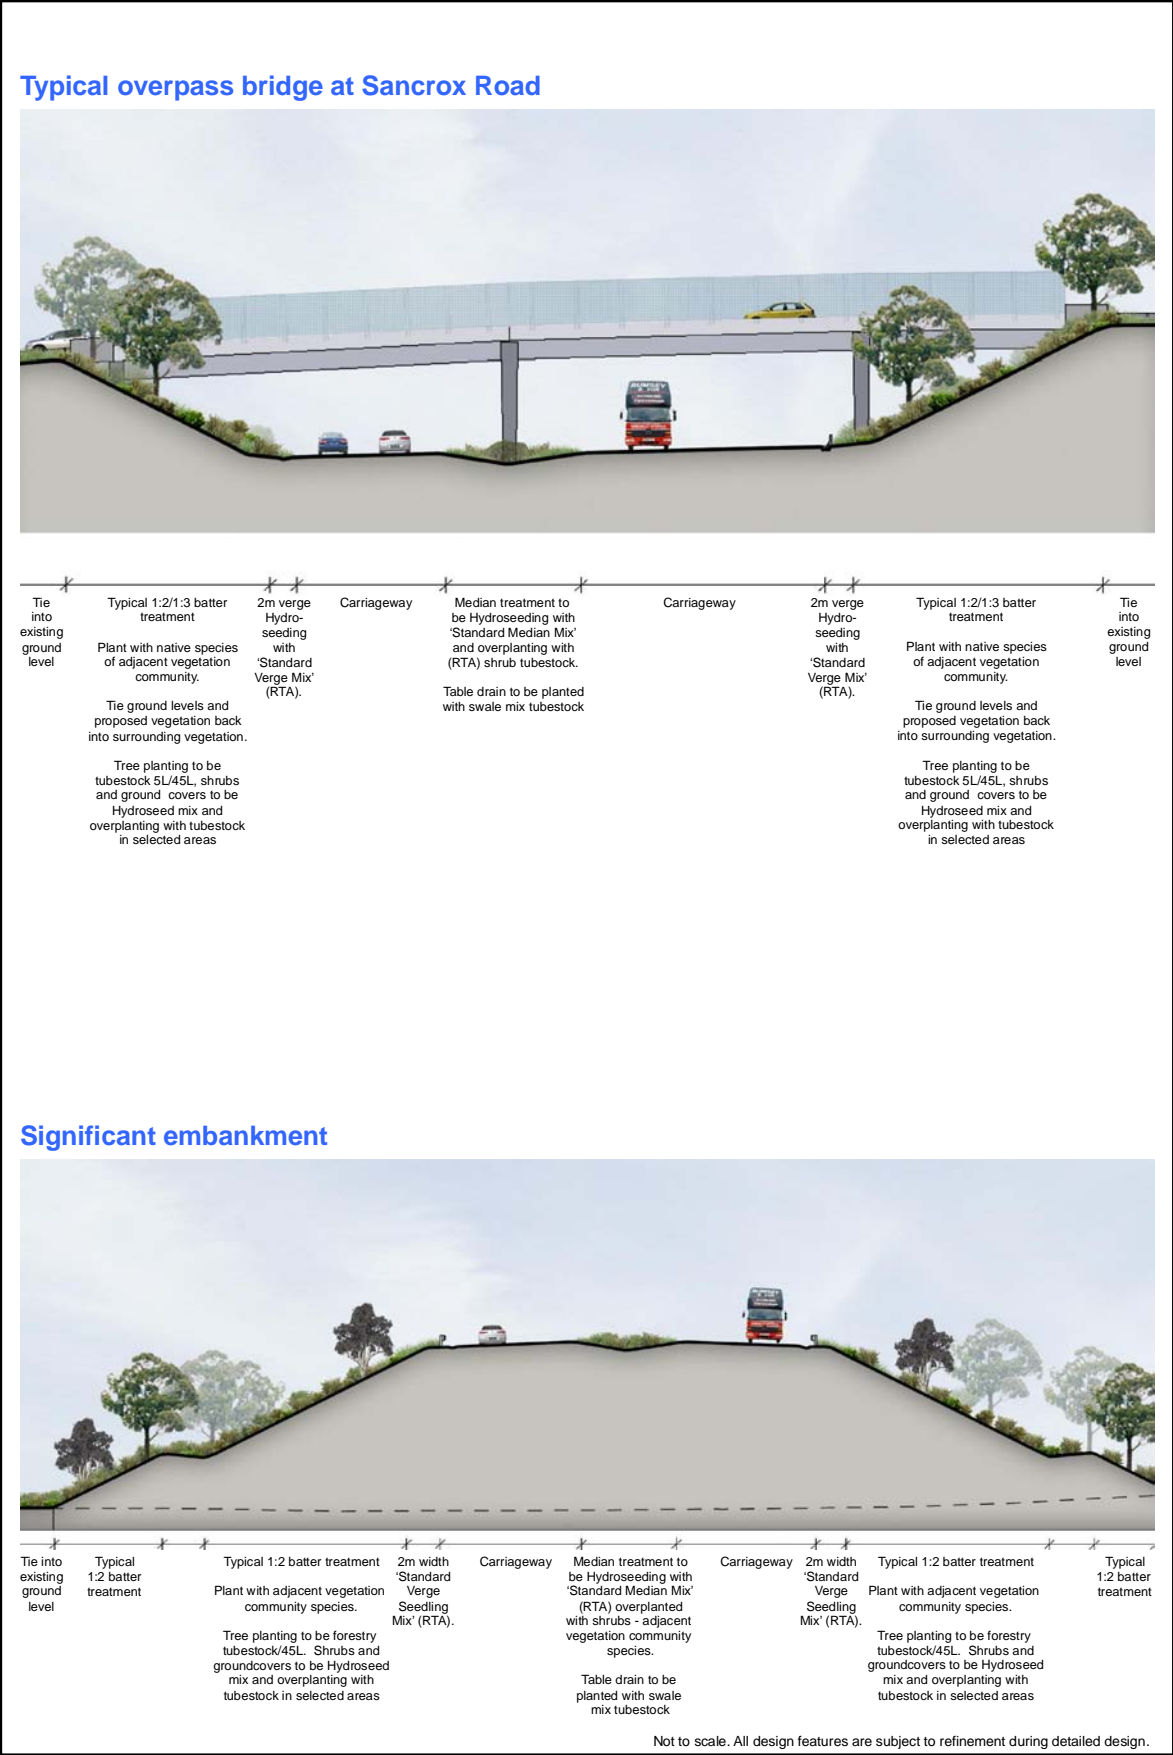 Typical overpass bridge at Sancrox Road
RUMSEY
Tie
into
existing
ground
level
Typical 1:2/1:3 batter
treatment
Plant with native species
of adjacent vegetation
community.
Tie ground levels and
proposed vegetation back
into surrounding vegetation.
Tree planting to be
tubestock 5L/45L, shrubs
and ground covers to be
Hydroseed mix and
overplanting with tubestock
in selected areas
2m verge
Hydro-
seeding
with
‘Standard
Verge Mix’
(RTA).
Carriageway
Median treatment to
be Hydroseeding with
‘Standard Median Mix’
and overplanting with
(RTA) shrub tubestock.
Table drain to be planted
with swale mix tubestock
Carriageway
2m verge
Hydro-
seeding
with
‘Standard
Verge Mix’
(RTA).
Typical 1:2/1:3 batter
treatment
Plant with native species
of adjacent vegetation
community.
Tie ground levels and
proposed vegetation back
into surrounding vegetation.
Tree planting to be
tubestock 5L/45L, shrubs
and ground covers to be
Hydroseed mix and
overplanting with tubestock
in selected areas
Tie
into
existing
ground
level
Significant embankment
RUMSEY
Tie into
existing
ground
level
Typical
1:2 batter
treatment
Typical 1:2 batter treatment
Plant with adjacent vegetation
community species.
Tree planting to be forestry
tubestock/45L. Shrubs and
groundcovers to be Hydroseed
mix and overplanting with
tubestock in selected areas
2m width
‘Standard
Verge
Seedling
Mix’ (RTA).
Carriageway
Median treatment to
be Hydroseeding with
‘Standard Median Mix’
(RTA) overplanted
with shrubs - adjacent
vegetation community
species.
Table drain to be
planted with swale
mix tubestock
Carriageway
2m width
‘Standard
Verge
Seedling
Mix’ (RTA).
Typical 1:2 batter treatment
Plant with adjacent vegetation
community species.
Tree planting to be forestry
tubestock/45L. Shrubs and
groundcovers to be Hydroseed
mix and overplanting with
tubestock in selected areas
Typical
1:2 batter
treatment
Not to scale. All design features are subject to refinement during detailed design.